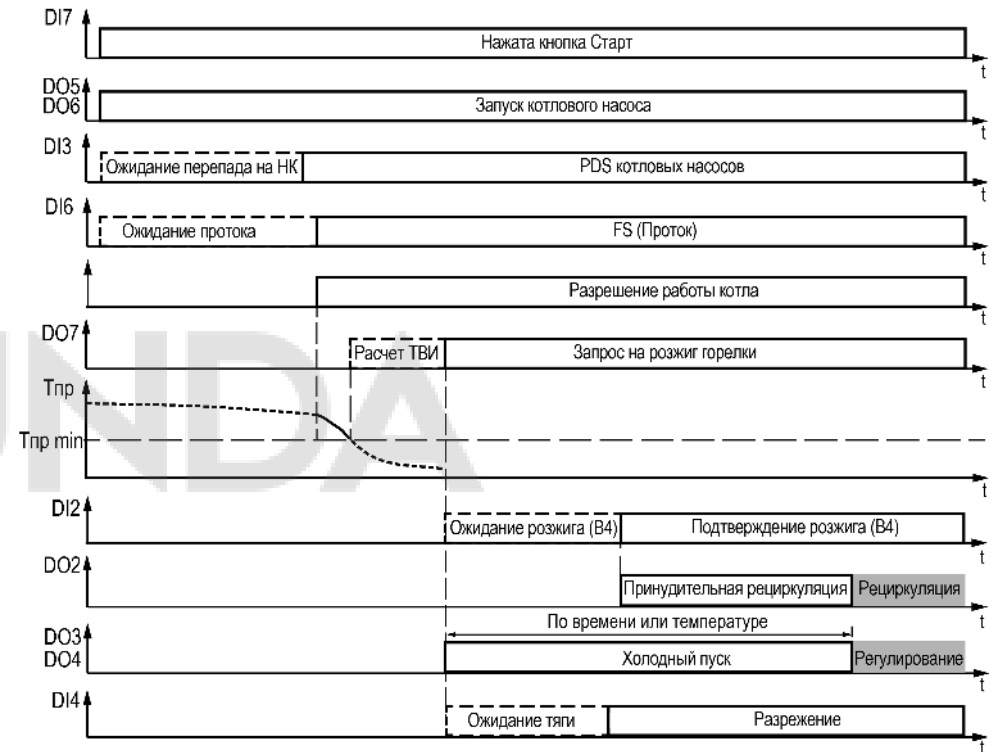 DI7
Нажата кнопка Старт
t
DO5
DO6
Запуск котлового насоса
t
DI3
Ожидание перепада на НК
PDS котловых насосов
t
DI6
Ожидание протока
FS (Проток)
t
Разрешение работы котла
t
DO7
Расчет ТВИ
Запрос на розжиг горелки
t
Тпр
Тпр min
t
DI2
Ожидание розжига (В4)
Подтверждение розжига (В4)
t
DO2
Принудительная рециркуляция
Рециркуляция
t
По времени или температуре
DO3
DO4
Холодный пуск
Регулирование
t
DI4
Ожидание тяги
Разрежение
t
UNDA